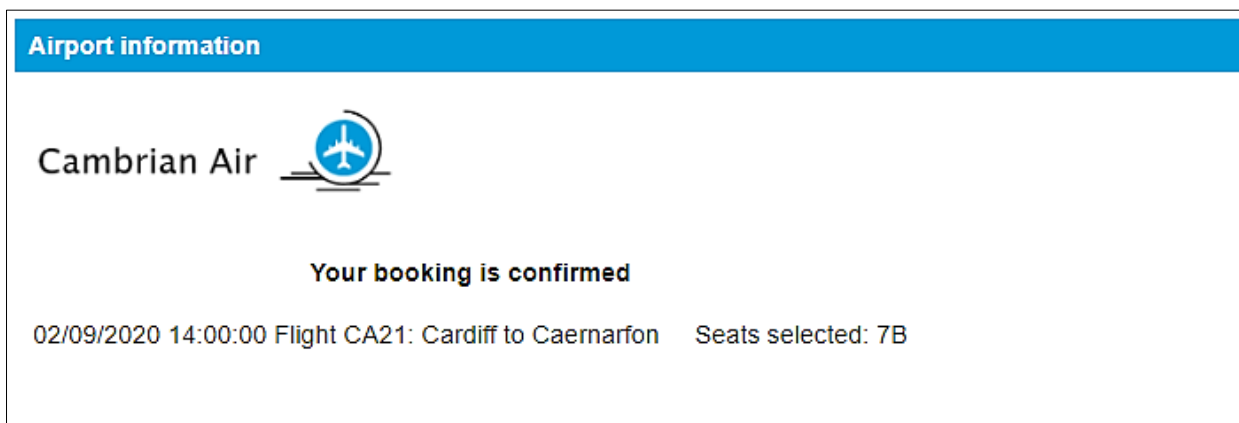 Airport information
Cambrian Air
Your booking is confirmed
02/09/2020 14:00:00 Flight CA21: Cardiff to Caernarfon Seats selected: 7B